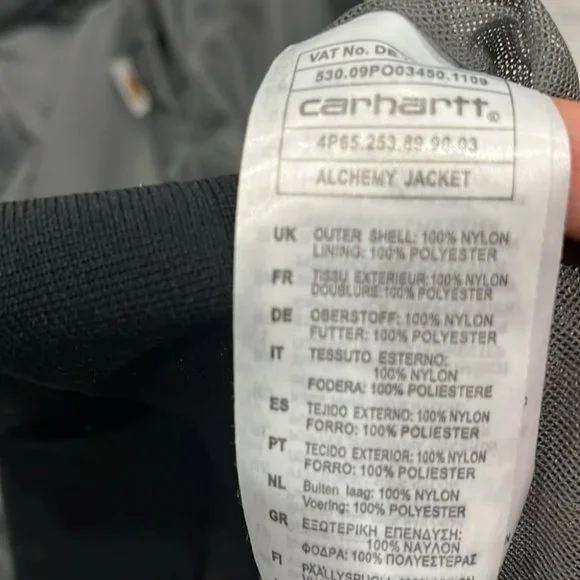 VAT No. DE
530.09PO03450.1109
carhartt®
4P65.253.89.90.03
ALCHEMY JACKET
UK OUTER SHELL: 100% NYLON
LINING: 100% POLYESTER
FR TISSU EXTERIEUR: 100% NYLON
DOUBLURE:100% POLYESTER
DE OBERSTOFF: 100% NYLON
FUTTER: 100% POLYESTER
IT TESSUTO ESTERNO:
100% NYLON
FODERA: 100% POLIESTERE
ES TEJIDO EXTERNO: 100% NYLON
FORRO: 100% POLIESTER
PT TECIDO EXTERIOR: 100% NYLON
FORRO: 100% POLIESTER
NL Buiten laag: 100% NYLON
Voering: 100% POLYESTER
GR ΕΞΩΤΕΡΙΚΗ ΕΠΕΝΔΥΣΗ:
100% ΝΑΥΛΟΝ
ΦΟΔΡΑ: 100% ΠΟΛΥΕΣΤΕΡΑΣ
FI